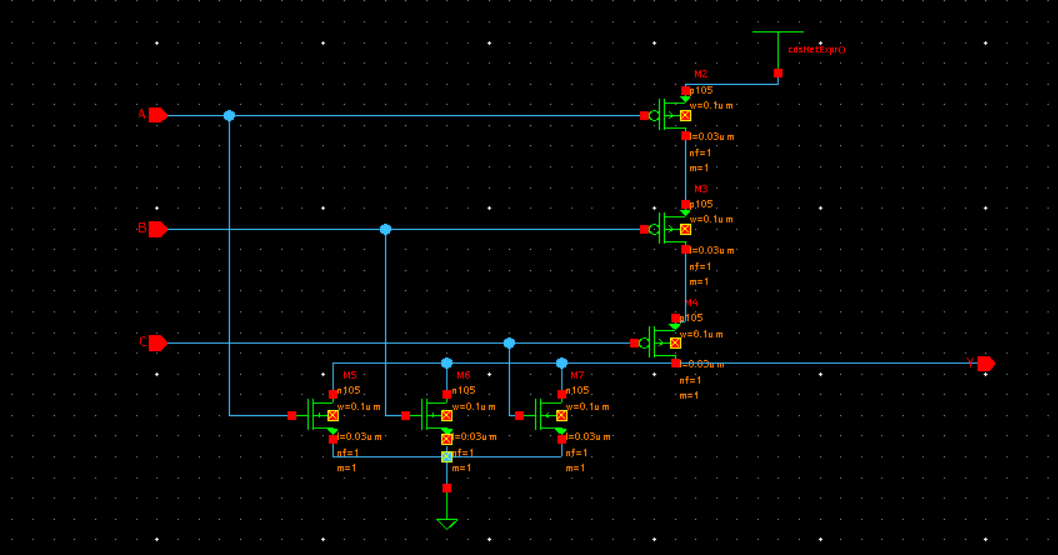 cdsNetExpr()
M2
p105
w=0.1u m
l=0.03u m
nf=1
m=1
A
M3
p105
w=0.1u m
l=0.03u m
nf=1
m=1
B
M4
p105
w=0.1u m
l=0.03u m
nf=1
m=1
C
Y
M5
n105
w=0.1u m
l=0.03u m
nf=1
m=1
M6
n105
w=0.1u m
l=0.03u m
nf=1
m=1
M7
n105
w=0.1u m
l=0.03u m
nf=1
m=1